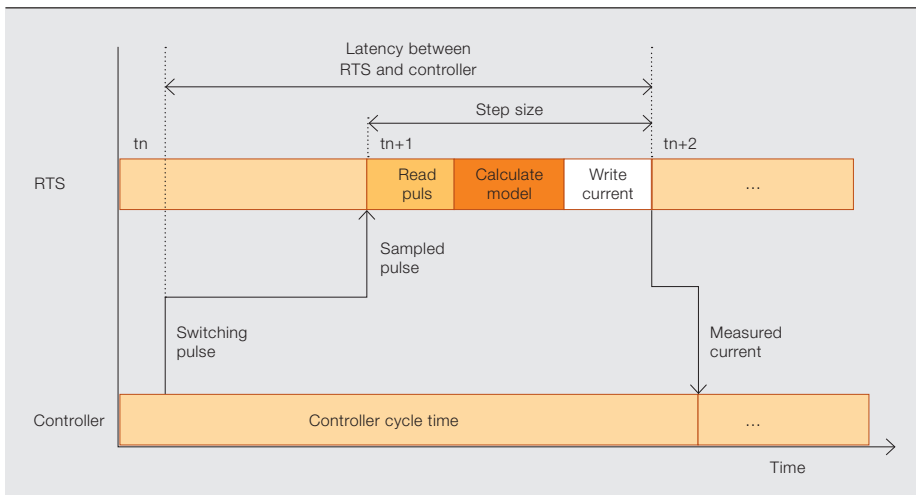 Latency between
RTS and controller
Step size
tn
tn+1
tn+2
RTS
Read
puls
Calculate
model
Write
current
...
Sampled
pulse
Switching
pulse
Measured
current
Controller
Controller cycle time
...
Time